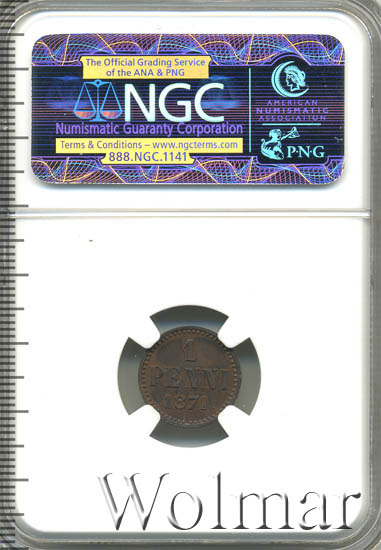 The Official Grading Service
of the ANA & PNG
NGC
Numismatic Guaranty Corporation
Terms & Conditions – www.ngcterms.com
888.NGC.1141
AMERICAN
NUMISMATIC
ASSOCIATION
P·N·G
1
PENNI
1871
Wolmar